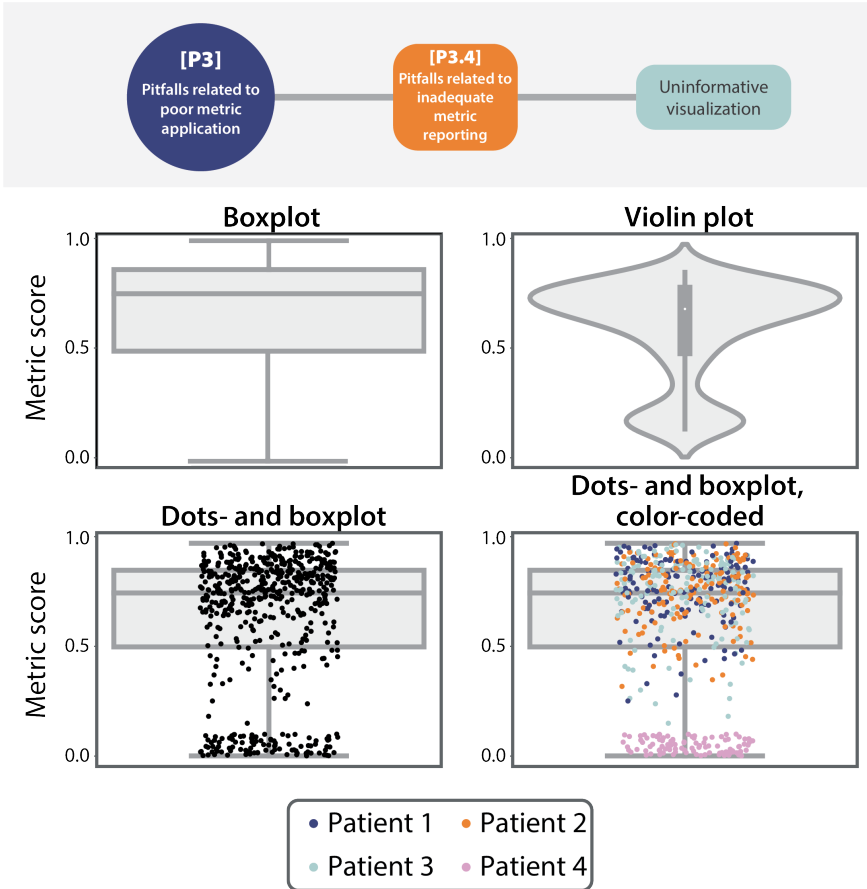 [P3]
Pitfalls related to
poor metric
application
[P3.4]
Pitfalls related to
inadequate
metric
reporting
Uninformative
visualization
Boxplot
Violin plot
Metric score
1.0
0.5
0.0
1.0
0.5
0.0
Dots- and boxplot
Dots- and boxplot,
color-coded
Metric score
1.0
0.5
0.0
1.0
0.5
0.0
Patient 1
Patient 2
Patient 3
Patient 4